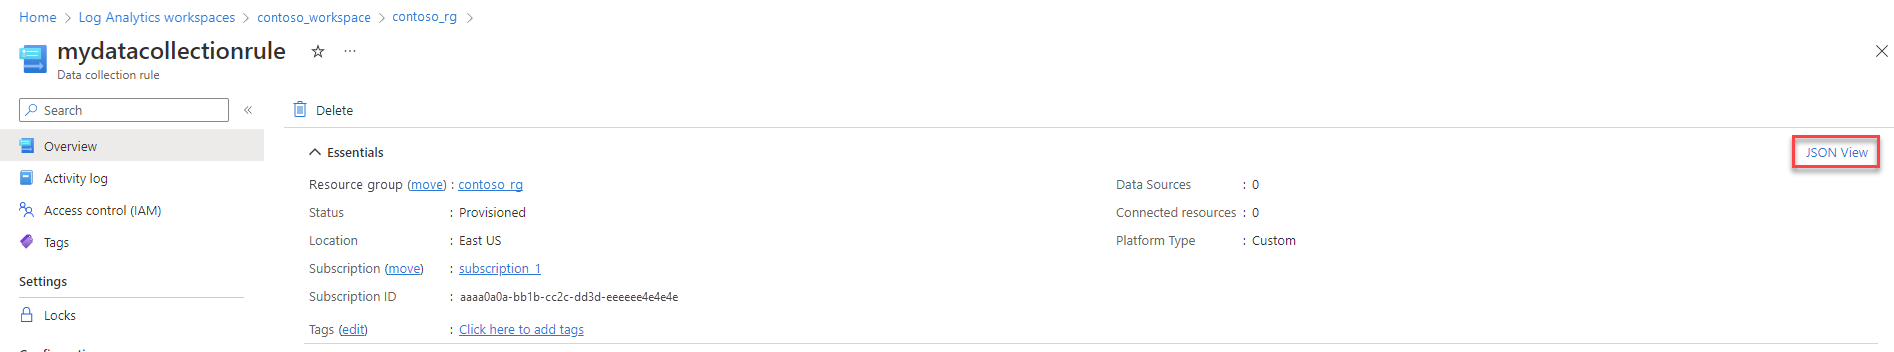 Home > Log Analytics workspaces > contoso_workspace > contoso_rg >
mydatacollectionrule ☆ ···
Data collection rule
Search «
Delete
Overview
Activity log
Access control (IAM)
Tags
Settings
Locks
Essentials
JSON View
Resource group (move) : contoso_rg
Status : Provisioned
Location : East US
Subscription (move) : subscription_1
Subscription ID : aaaa0a0a-bb1b-cc2c-dd3d-eeeeee4e4e4e
Tags (edit) : Click here to add tags
Data Sources : 0
Connected resources : 0
Platform Type : Custom